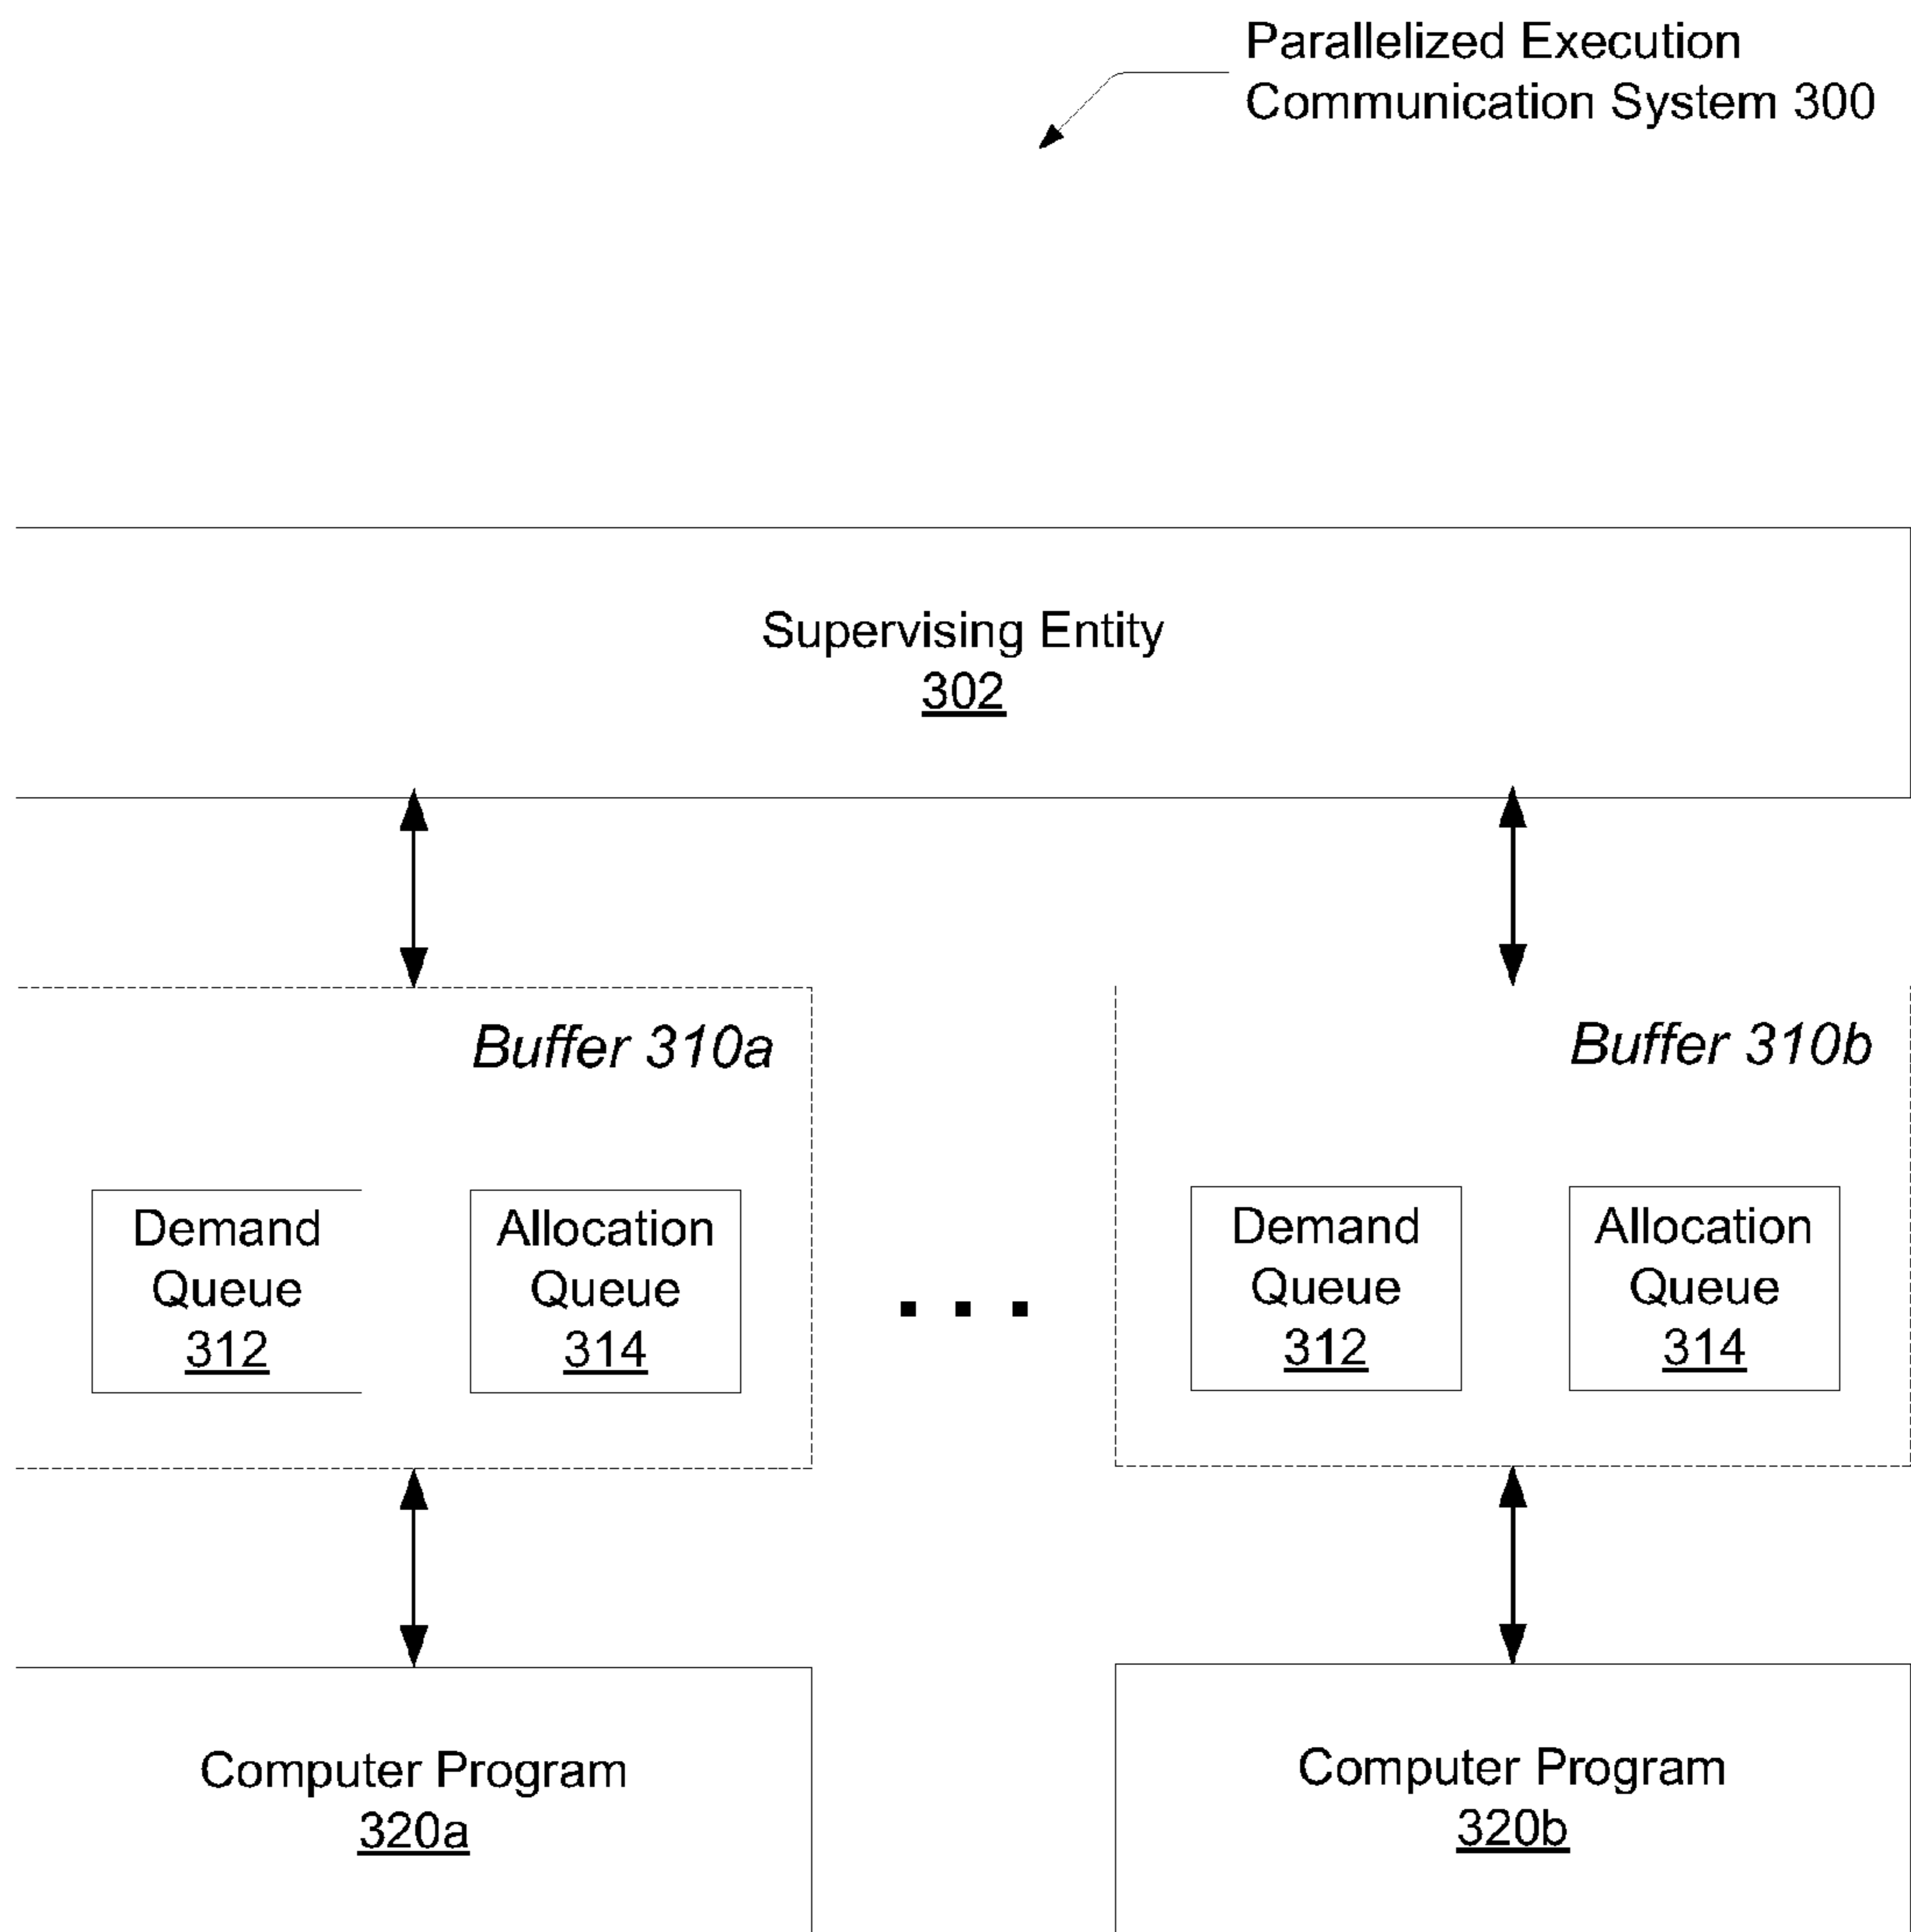 Parallelized Execution
Communication System 300
Supervising Entity
302
Buffer 310a
Demand
Queue
312
Allocation
Queue
314
. . .
Buffer 310b
Demand
Queue
312
Allocation
Queue
314
Computer Program
320a
Computer Program
320b